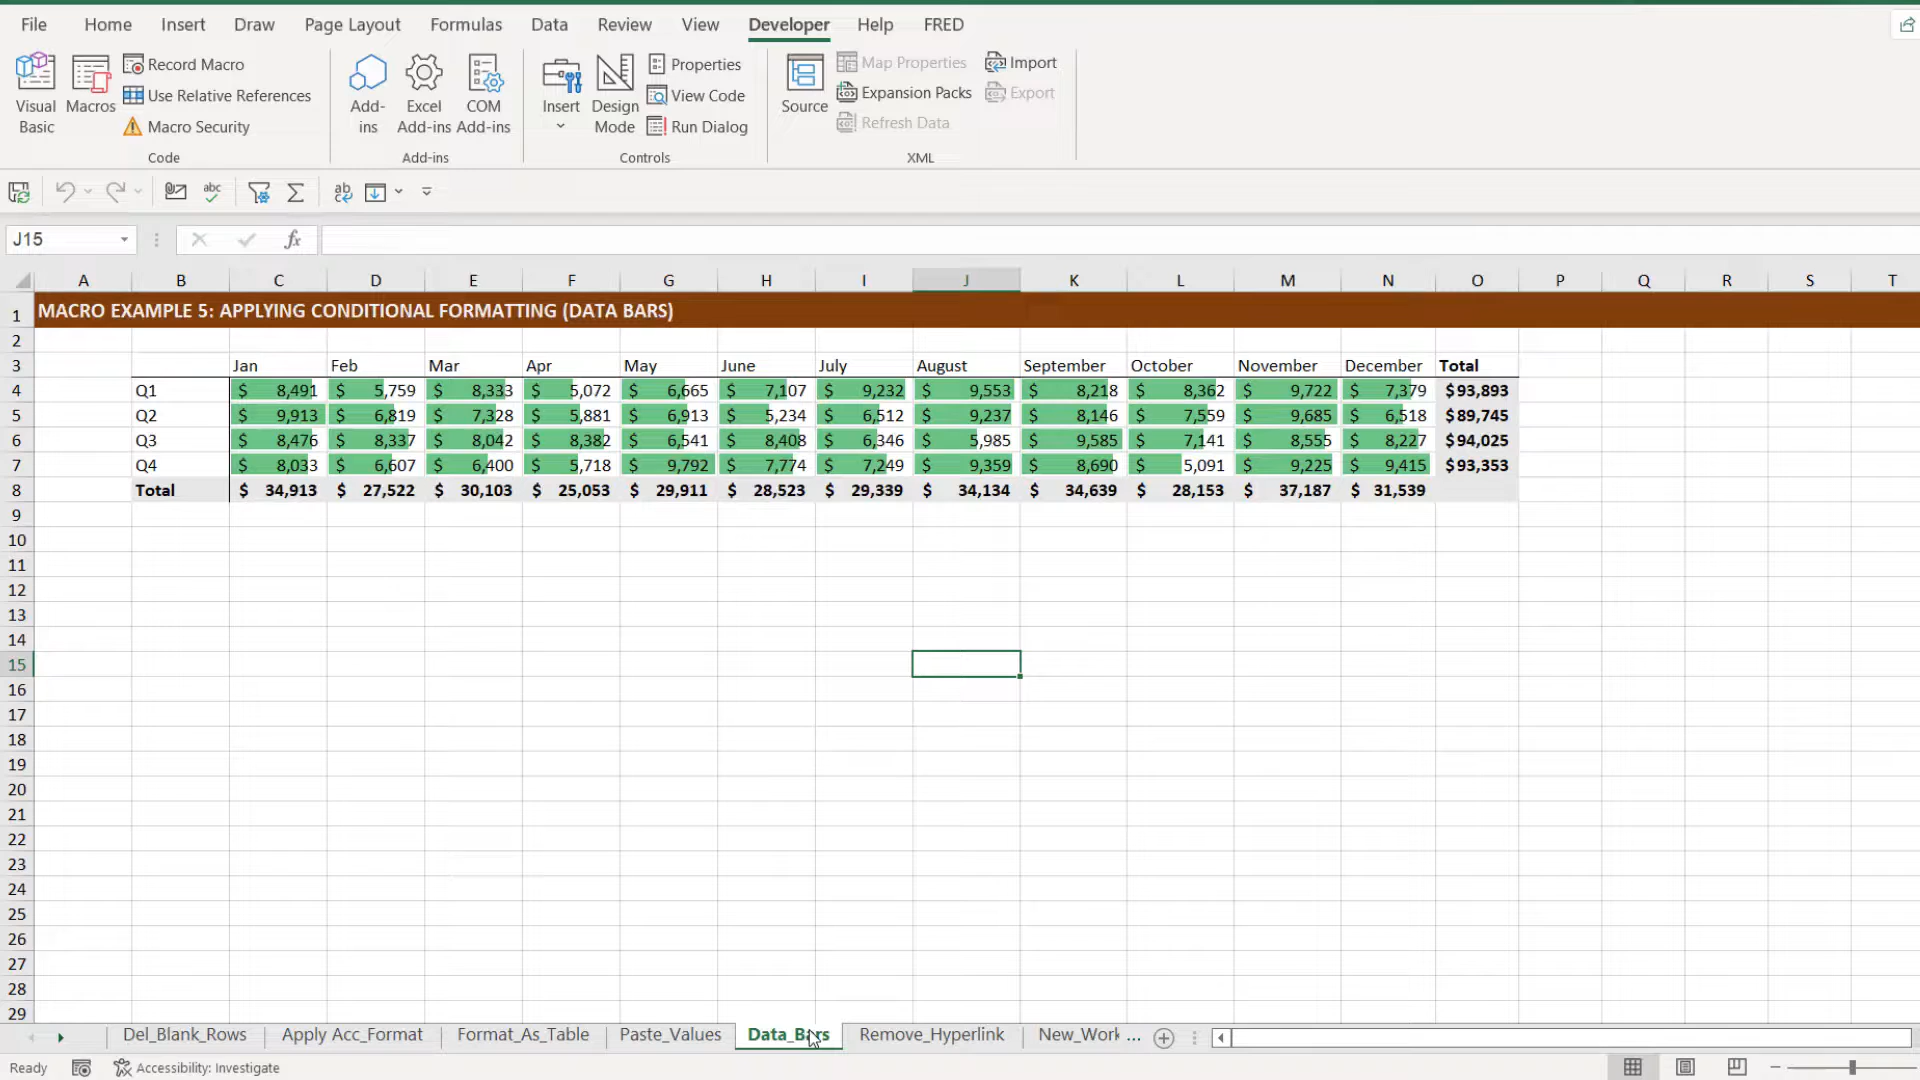 File Home Insert Draw Page Layout Formulas Data Review View Developer Help FRED
Visual Basic
Macros
Record Macro
Use Relative References
Macro Security
Code
Add-ins
Excel Add-ins
COM Add-ins
Add-ins
Insert
Design Mode
Properties
View Code
Run Dialog
Controls
Source
Map Properties
Expansion Packs
Refresh Data
Import
Export
XML
J15
fx
A B C D E F G H I J K L M N O P Q R S T
1 MACRO EXAMPLE 5: APPLYING CONDITIONAL FORMATTING (DATA BARS)
2
3 Jan Feb Mar Apr May June July August September October November December Total
4 Q1 $ 8,491 $ 5,759 $ 8,333 $ 5,072 $ 6,665 $ 7,107 $ 9,232 $ 9,553 $ 8,218 $ 8,362 $ 9,722 $ 7,379 $93,893
5 Q2 $ 9,913 $ 6,819 $ 7,328 $ 5,881 $ 6,913 $ 5,234 $ 6,512 $ 9,237 $ 8,146 $ 7,559 $ 9,685 $ 6,518 $89,745
6 Q3 $ 8,476 $ 8,337 $ 8,042 $ 8,382 $ 6,541 $ 8,408 $ 6,346 $ 5,985 $ 9,585 $ 7,141 $ 8,555 $ 8,227 $94,025
7 Q4 $ 8,033 $ 6,607 $ 6,400 $ 5,718 $ 9,792 $ 7,774 $ 7,249 $ 9,359 $ 8,690 $ 5,091 $ 9,225 $ 9,415 $93,353
8 Total $ 34,913 $ 27,522 $ 30,103 $ 25,053 $ 29,911 $ 28,523 $ 29,339 $ 34,134 $ 34,639 $ 28,153 $ 37,187 $ 31,539
9
10
11
12
13
14
15
16
17
18
19
20
21
22
23
24
25
26
27
28
29
Del_Blank_Rows Apply Acc_Format Format_As_Table Paste_Values Data_Bars Remove_Hyperlink New_Work ...
Ready Accessibility: Investigate